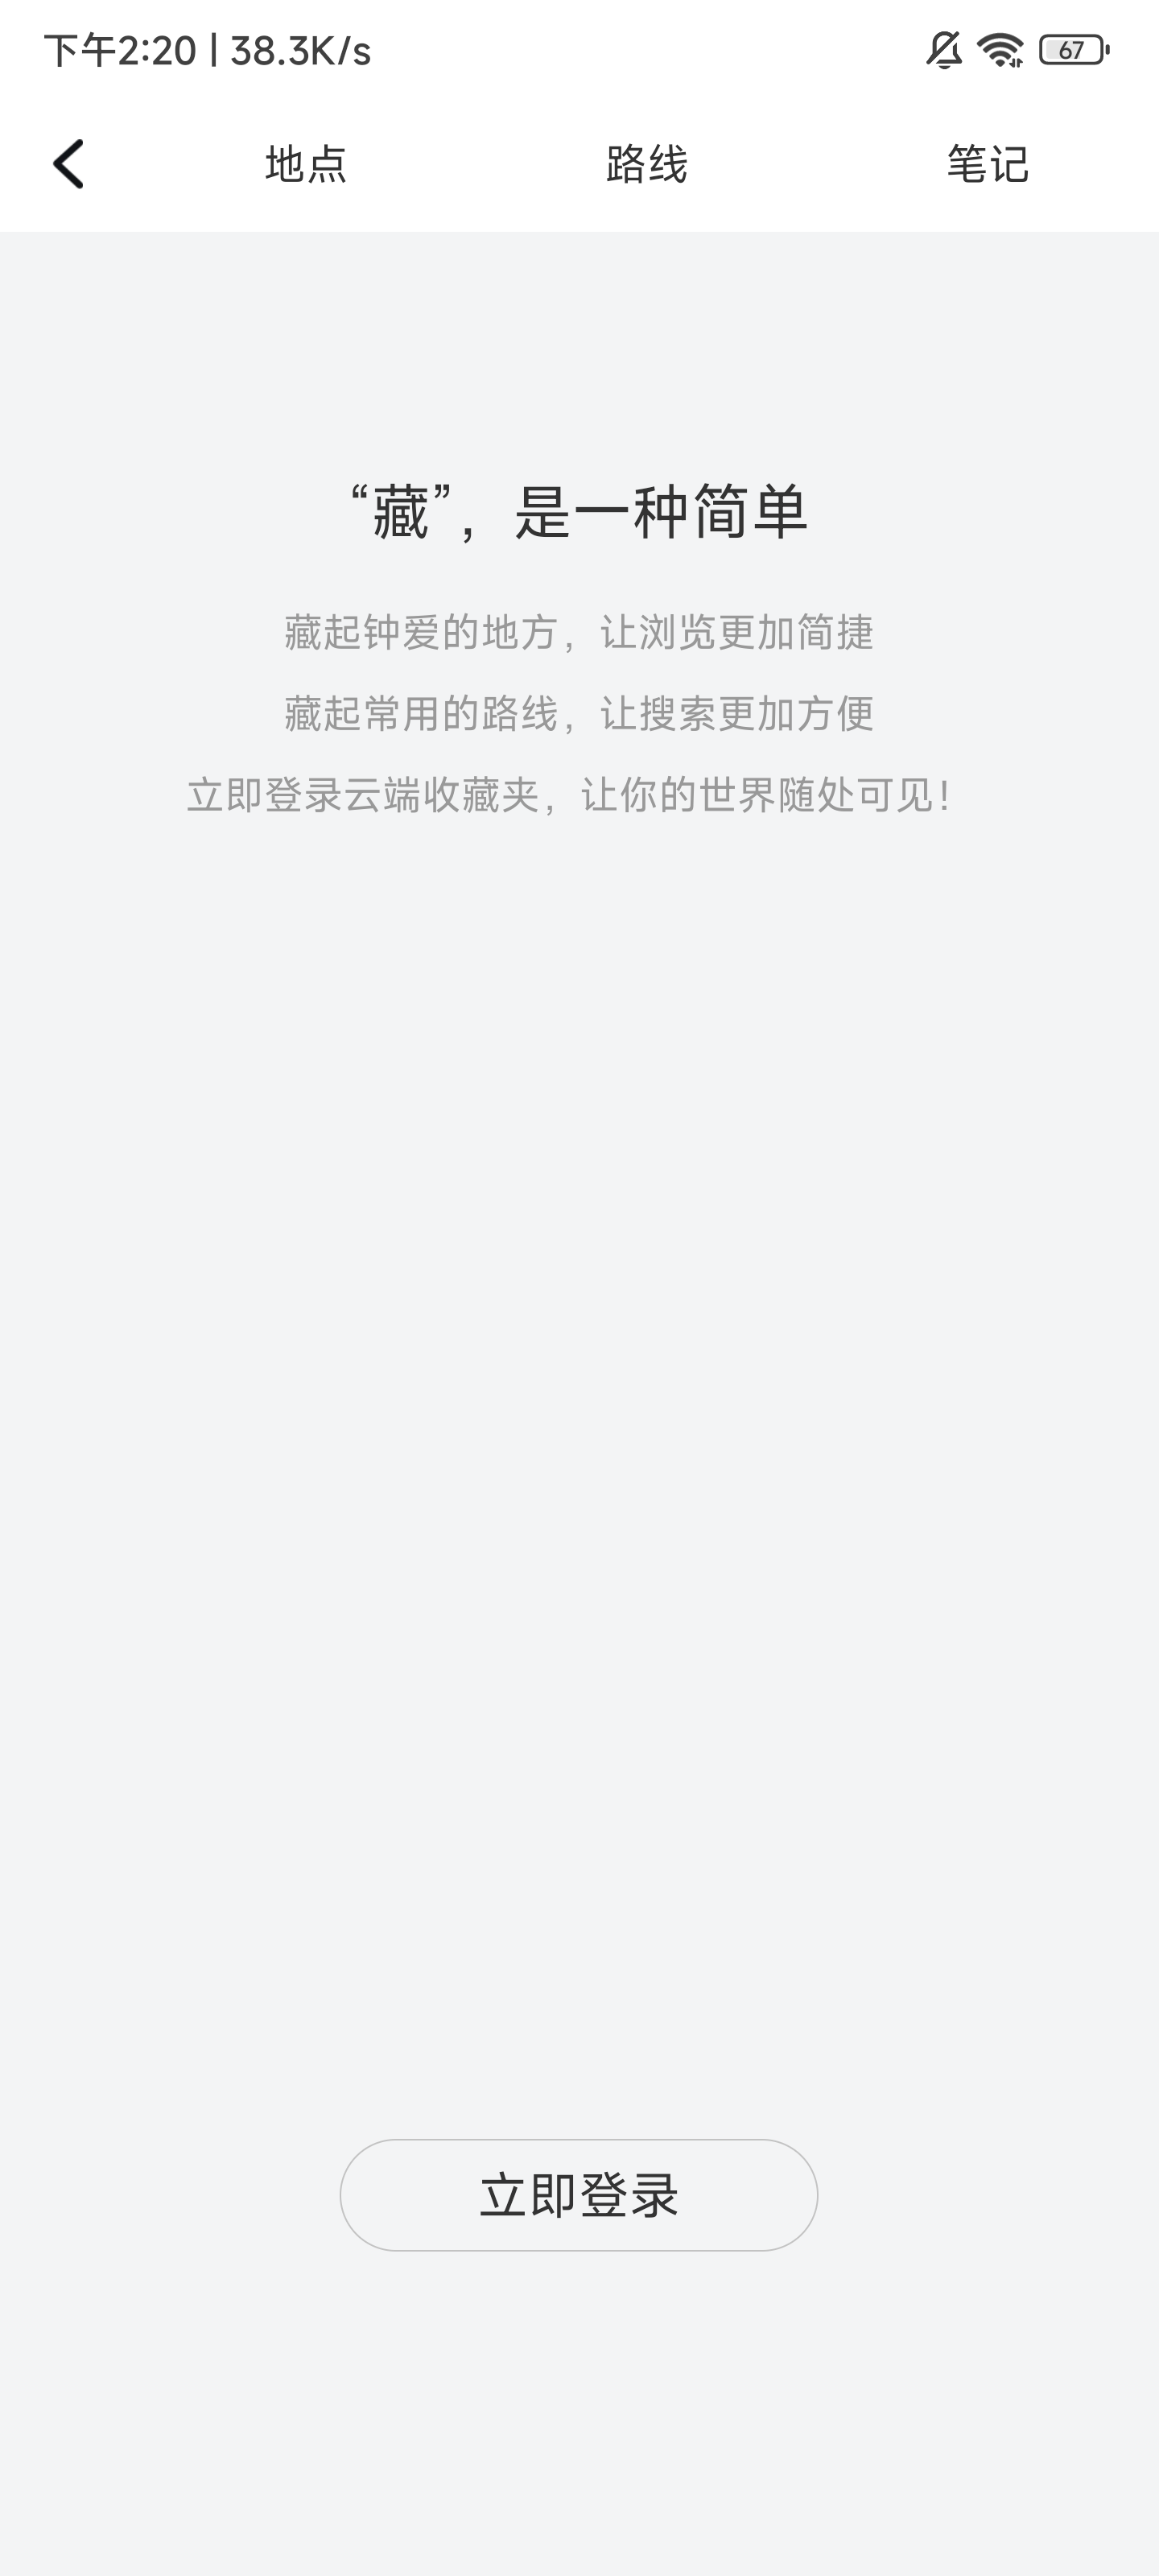 下午2:20 | 38.3K/s 67
地点 路线 笔记
“藏”，是一种简单
藏起钟爱的地方，让浏览更加简捷
藏起常用的路线，让搜索更加方便
立即登录云端收藏夹，让你的世界随处可见！
立即登录